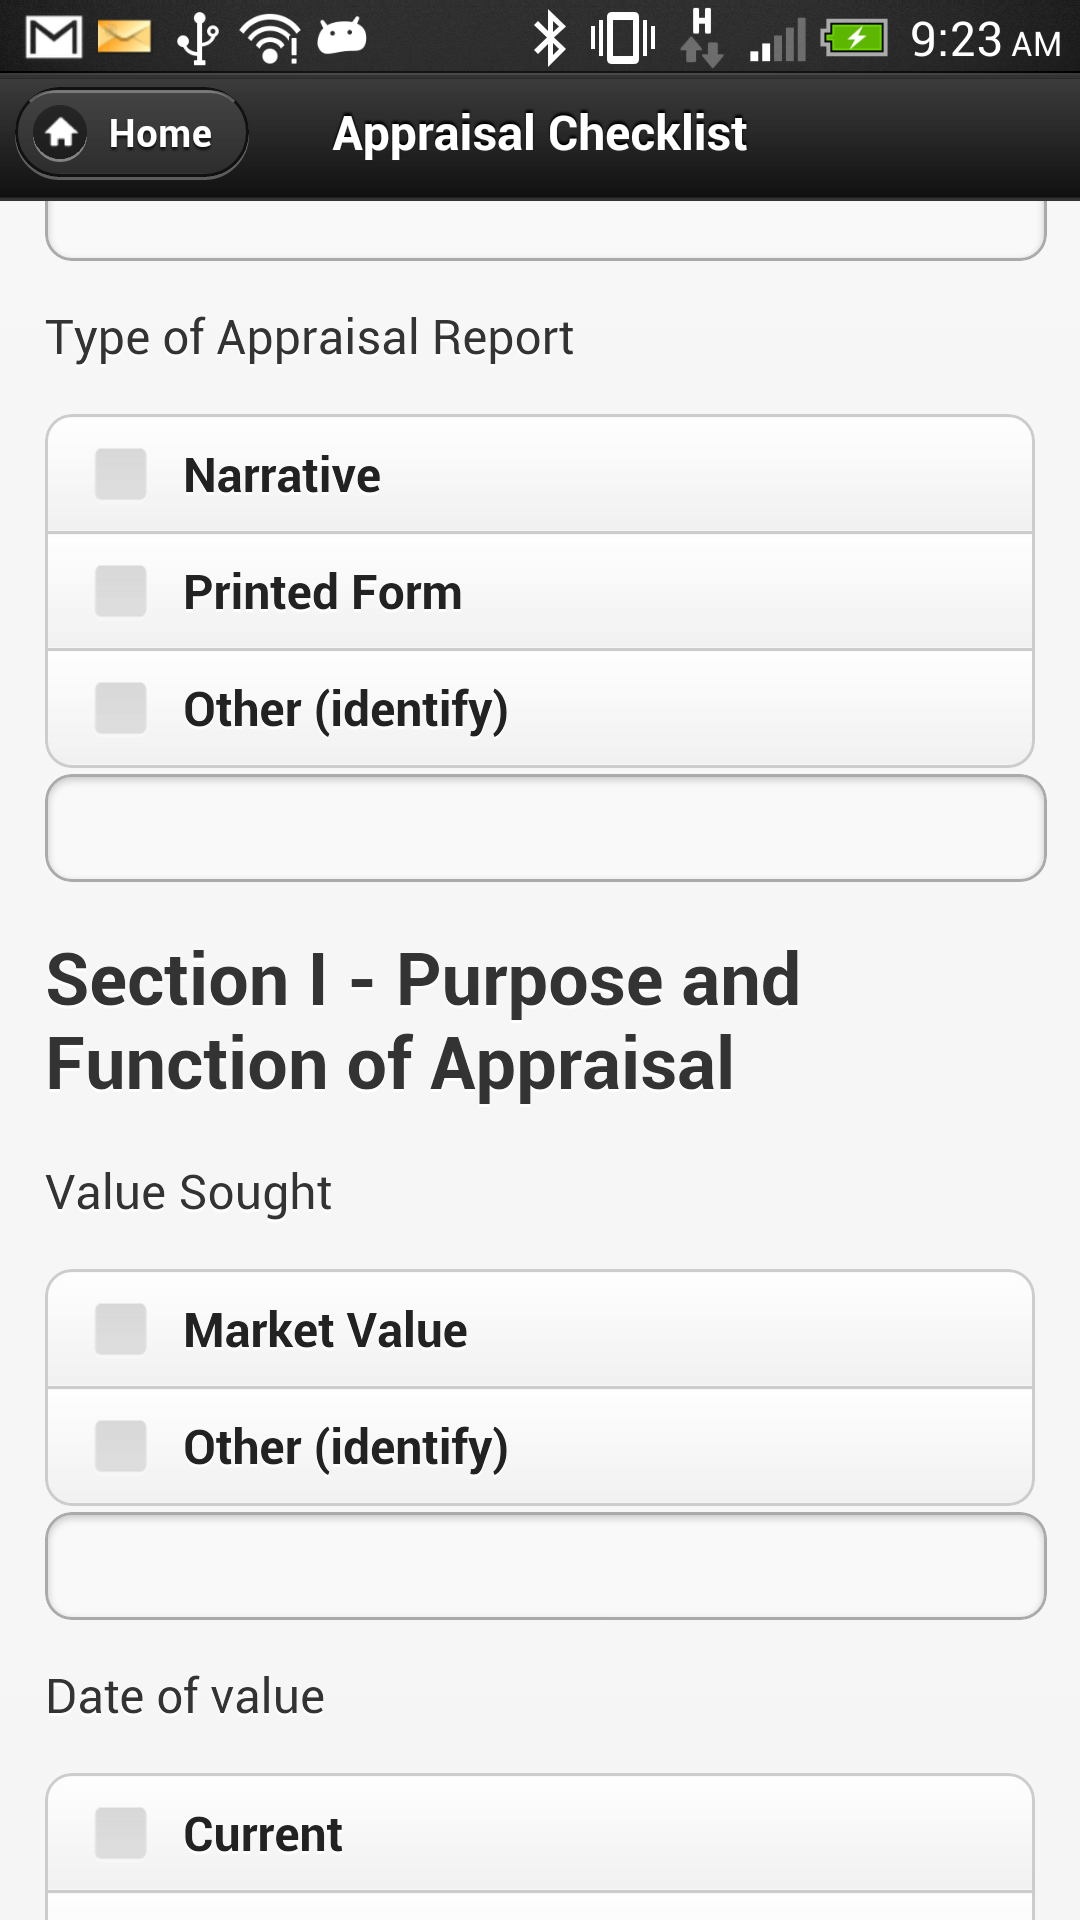 H
9:23 AM
Home
Appraisal Checklist
Type of Appraisal Report
Narrative
Printed Form
Other (identify)
Section I - Purpose and
Function of Appraisal
Value Sought
Market Value
Other (identify)
Date of value
Current